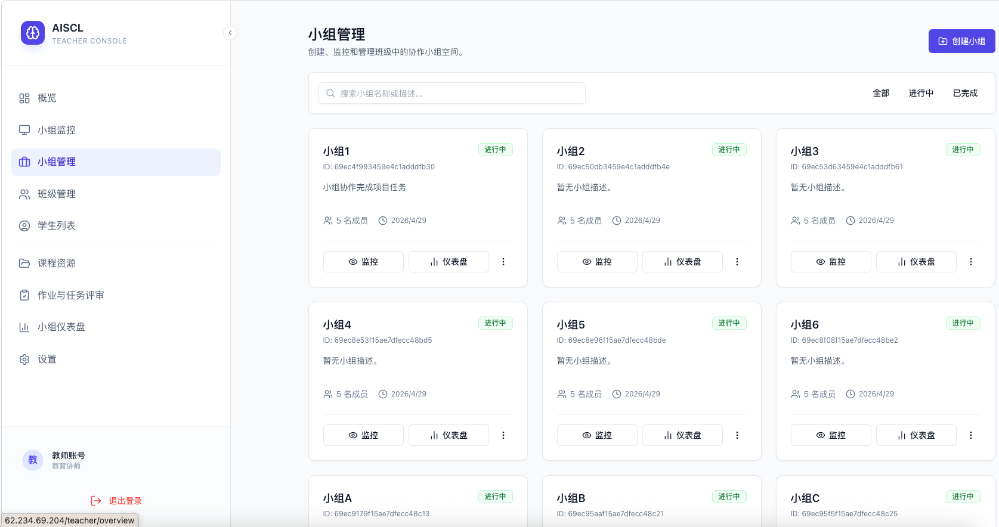 AISCL
TEACHER CONSOLE
概览
小组监控
小组管理
班级管理
学生列表
课程资源
作业与任务评审
小组仪表盘
设置
教
教师账号
教育讲师
退出登录
62.234.69.204/teacher/overview
小组管理
创建、监控和管理班级中的协作小组空间。
创建小组
搜索小组名称或描述...
全部
进行中
已完成
小组1
进行中
ID: 69ec4f993459e4c1adddfb30
小组协作完成项目任务
5 名成员
2026/4/29
监控
仪表盘
小组2
进行中
ID: 69ec50db3459e4c1adddfb4e
暂无小组描述。
5 名成员
2026/4/29
监控
仪表盘
小组3
进行中
ID: 69ec53d63459e4c1adddfb61
暂无小组描述。
5 名成员
2026/4/29
监控
仪表盘
小组4
进行中
ID: 69ec8e53f15ae7dfecc48bd5
暂无小组描述。
5 名成员
2026/4/29
监控
仪表盘
小组5
进行中
ID: 69ec8e96f15ae7dfecc48bde
暂无小组描述。
5 名成员
2026/4/29
监控
仪表盘
小组6
进行中
ID: 69ec8f08f15ae7dfecc48be2
暂无小组描述。
5 名成员
2026/4/29
监控
仪表盘
小组A
进行中
ID: 69ec9179f15ae7dfecc48c13
小组B
进行中
ID: 69ec95aaf15ae7dfecc48c21
小组C
进行中
ID: 69ec95f5f15ae7dfecc48c25